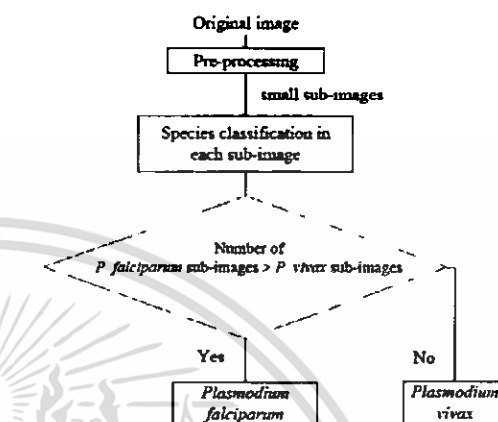 Original image
Pre-processing
small sub-images
Species classification in
each sub-image
Number of
P falciparum sub-images > P vivax sub-images
Yes
No
Plasmodium
falciparum
Plasmodium
vivax